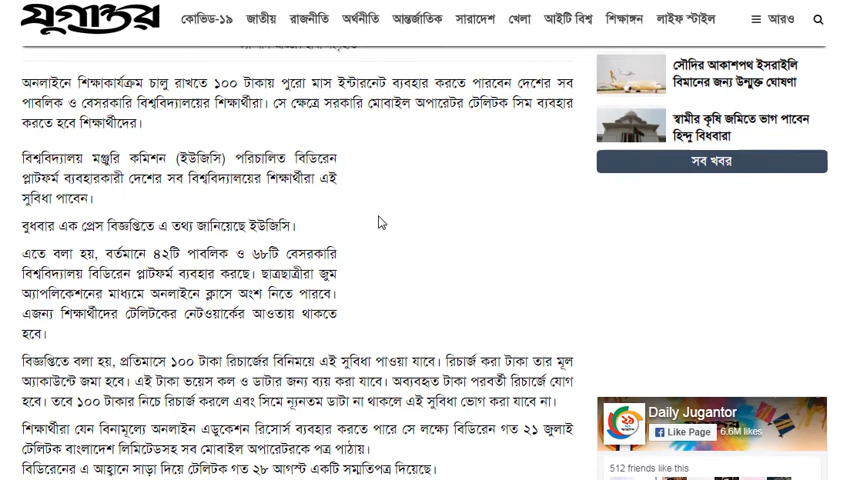 যুগান্তর
কোভিড-১৯ জাতীয় রাজনীতি অর্থনীতি আন্তর্জাতিক সারাদেশ খেলা আইটি বিশ্ব শিক্ষাঙ্গন লাইফ স্টাইল আরও
অনলাইনে শিক্ষাকার্যক্রম চালু রাখতে ১০০ টাকায় পুরো মাস ইন্টারনেট ব্যবহার করতে পারবেন দেশের সব
পাবলিক ও বেসরকারি বিশ্ববিদ্যালয়ের শিক্ষার্থীরা। সে ক্ষেত্রে সরকারি মোবাইল অপারেটর টেলিটক সিম ব্যবহার
করতে হবে শিক্ষার্থীদের।
বিশ্ববিদ্যালয় মঞ্জুরি কমিশন (ইউজিসি) পরিচালিত বিডিরেন
প্লাটফর্ম ব্যবহারকারী দেশের সব বিশ্ববিদ্যালয়ের শিক্ষার্থীরা এই
সুবিধা পাবেন।
বুধবার এক প্রেস বিজ্ঞপ্তিতে এ তথ্য জানিয়েছে ইউজিসি।
এতে বলা হয়, বর্তমানে ৪২টি পাবলিক ও ৬৮টি বেসরকারি
বিশ্ববিদ্যালয় বিডিরেন প্লাটফর্ম ব্যবহার করছে। ছাত্রছাত্রীরা জুম
অ্যাপলিকেশনের মাধ্যমে অনলাইনে ক্লাসে অংশ নিতে পারবে।
এজন্য শিক্ষার্থীদের টেলিটকের নেটওয়ার্কের আওতায় থাকতে
হবে।
বিজ্ঞপ্তিতে বলা হয়, প্রতিমাসে ১০০ টাকা রিচার্জের বিনিময়ে এই সুবিধা পাওয়া যাবে। রিচার্জ করা টাকা তার মূল
অ্যাকাউন্টে জমা হবে। এই টাকা ভয়েস কল ও ডাটার জন্য ব্যয় করা যাবে। অব্যবহৃত টাকা পরবর্তী রিচার্জে যোগ
হবে। তবে ১০০ টাকার নিচে রিচার্জ করলে এবং সিমে ন্যূনতম ডাটা না থাকলে এই সুবিধা ভোগ করা যাবে না।
শিক্ষার্থীরা যেন বিনামূল্যে অনলাইন এডুকেশন রিসোর্স ব্যবহার করতে পারে সে লক্ষ্যে বিডিরেন গত ২১ জুলাই
টেলিটক বাংলাদেশ লিমিটেডসহ সব মোবাইল অপারেটরকে পত্র পাঠায়।
বিডিরেনের এ আহ্বানে সাড়া দিয়ে টেলিটক গত ২৮ আগস্ট একটি সম্মতিপত্র দিয়েছে।
সৌদির আকাশপথ ইসরাইলি
বিমানের জন্য উন্মুক্ত ঘোষণা
স্বামীর কৃষি জমিতে ভাগ পাবেন
হিন্দু বিধবারা
সব খবর
Daily Jugantor
Like Page 6.6M likes
512 friends like this